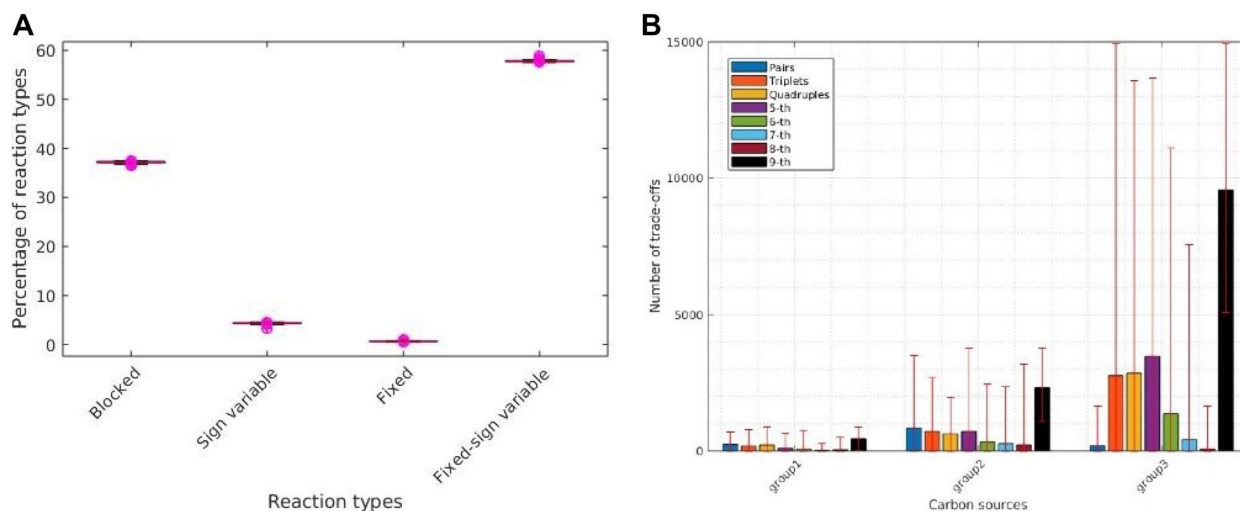 A
Percentage of reaction types
60
50
40
30
20
10
0
Blocked
Sign variable
Fixed
Fixed-sign variable
Reaction types
B
Number of trade-offs
15000
10000
5000
0
Pairs
Triplets
Quadruples
5-th
6-th
7-th
8-th
9-th
group1
group2
group3
Carbon sources